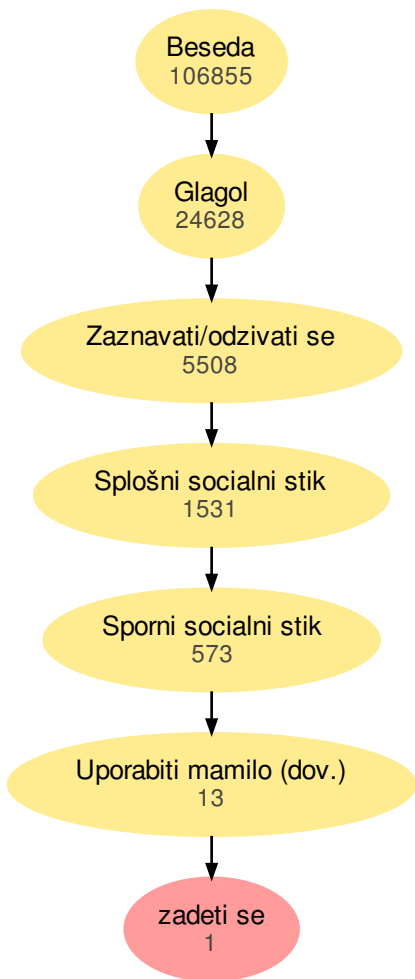 Beseda
106855
Glagol
24628
Zaznavati/odzivati se
5508
Splošni socialni stik
1531
Sporni socialni stik
573
Uporabiti mamilo (dov.)
13
zadeti se
1